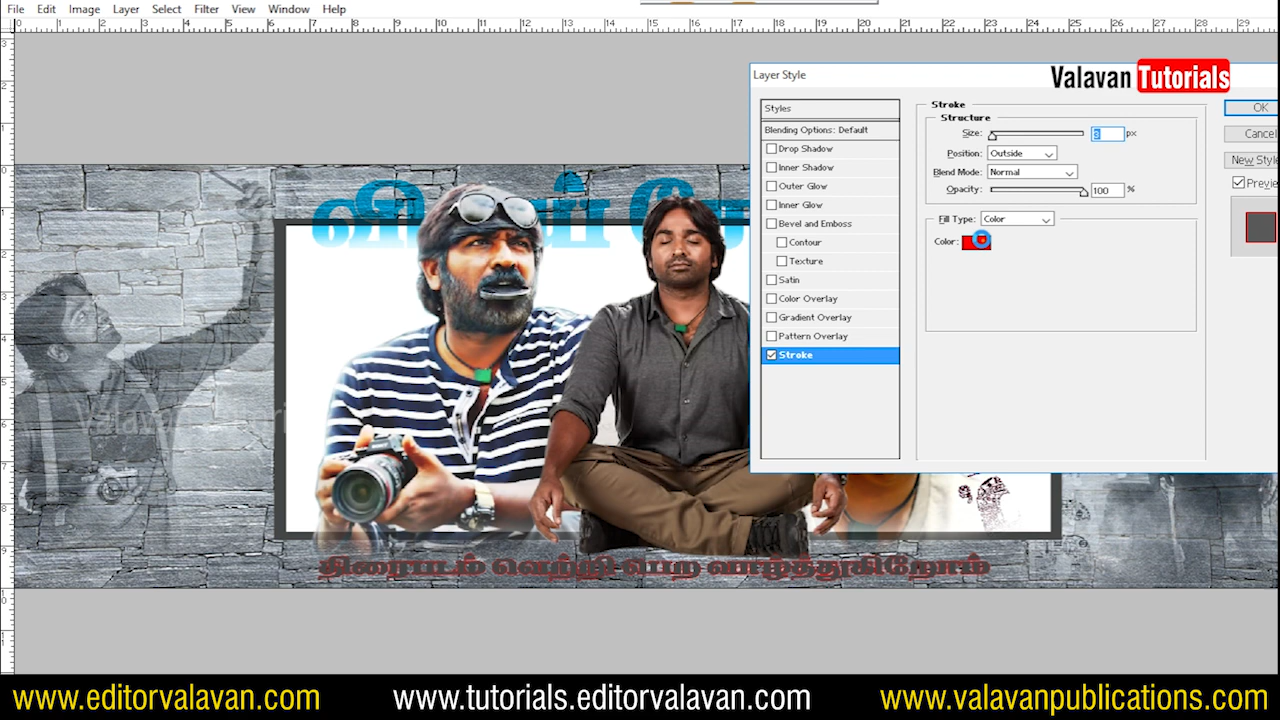 File Edit Image Layer Select Filter View Window Help
Layer Style
Valavan Tutorials
Styles
Blending Options: Default
Drop Shadow
Inner Shadow
Outer Glow
Inner Glow
Bevel and Emboss
Contour
Texture
Satin
Color Overlay
Gradient Overlay
Pattern Overlay
Stroke
Stroke
Structure
Size: 3 px
Position: Outside
Blend Mode: Normal
Opacity: 100 %
Fill Type: Color
Color:
OK
Cancel
New Style
Preview
திரைபடம் வெற்றி பெற வாழ்த்துகிறோம்
www.editorvalavan.com
www.tutorials.editorvalavan.com
www.valavanpublications.com